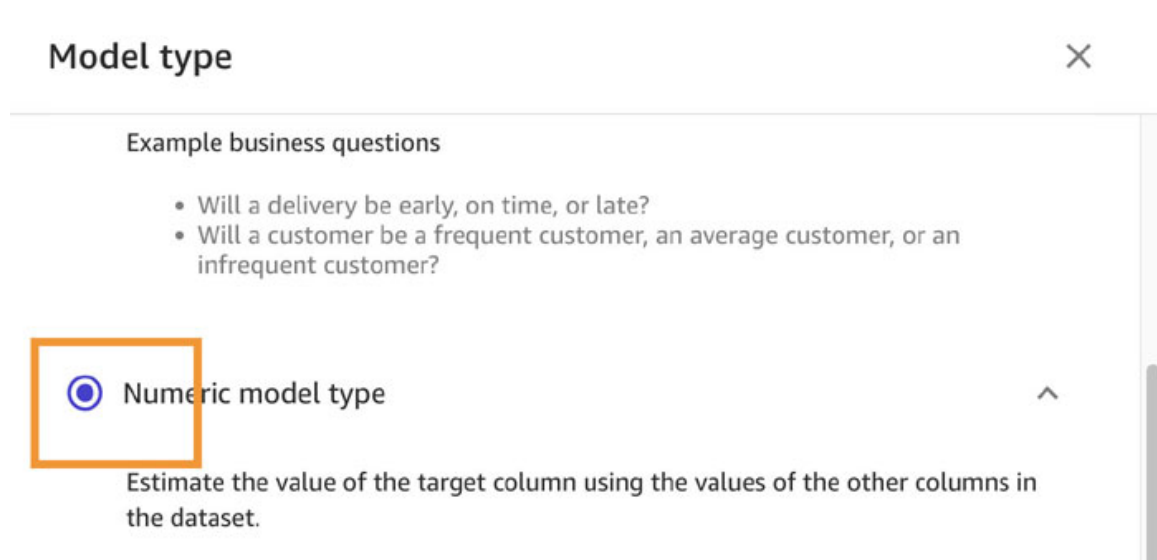 Model type
Example business questions
• Will a delivery be early, on time, or late?
• Will a customer be a frequent customer, an average customer, or an
infrequent customer?
Numeric model type
Estimate the value of the target column using the values of the other columns in
the dataset.